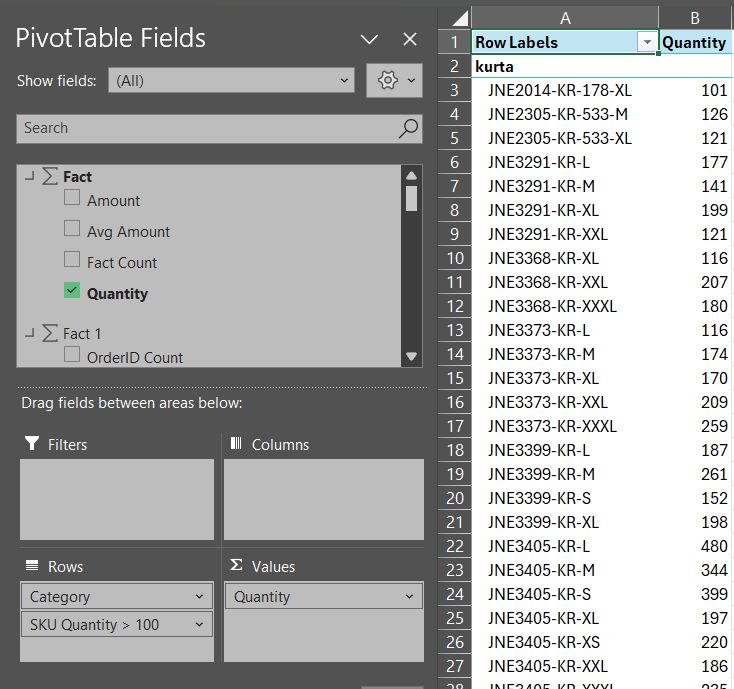 PivotTable Fields
Show fields: (All)
Search
Fact
Amount
Avg Amount
Fact Count
Quantity
Fact 1
OrderID Count
Drag fields between areas below:
Filters
Columns
Rows
Values
Category
Quantity
SKU Quantity > 100
A B
1 Row Labels Quantity
2 kurta
3 JNE2014-KR-178-XL 101
4 JNE2305-KR-533-M 126
5 JNE2305-KR-533-XL 121
6 JNE3291-KR-L 177
7 JNE3291-KR-M 141
8 JNE3291-KR-XL 199
9 JNE3291-KR-XXL 121
10 JNE3368-KR-XL 116
11 JNE3368-KR-XXL 207
12 JNE3368-KR-XXXL 180
13 JNE3373-KR-L 116
14 JNE3373-KR-M 174
15 JNE3373-KR-XL 170
16 JNE3373-KR-XXL 209
17 JNE3373-KR-XXXL 259
18 JNE3399-KR-L 187
19 JNE3399-KR-M 261
20 JNE3399-KR-S 152
21 JNE3399-KR-XL 198
22 JNE3405-KR-L 480
23 JNE3405-KR-M 344
24 JNE3405-KR-S 399
25 JNE3405-KR-XL 197
26 JNE3405-KR-XS 220
27 JNE3405-KR-XXL 186
28 JNE3405-KR-XXXL 235